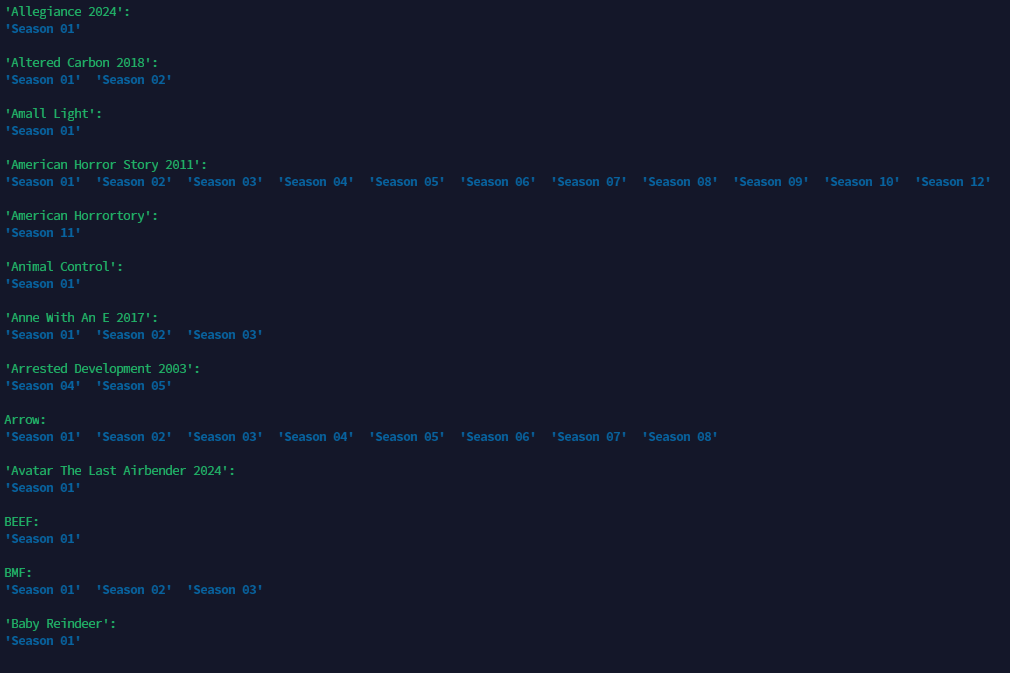 'Allegiance 2024':
'Season 01'
'Altered Carbon 2018':
'Season 01'  'Season 02'
'Amall Light':
'Season 01'
'American Horror Story 2011':
'Season 01'  'Season 02'  'Season 03'  'Season 04'  'Season 05'  'Season 06'  'Season 07'  'Season 08'  'Season 09'  'Season 10'  'Season 12'
'American Horrortory':
'Season 11'
'Animal Control':
'Season 01'
'Anne With An E 2017':
'Season 01'  'Season 02'  'Season 03'
'Arrested Development 2003':
'Season 04'  'Season 05'
Arrow:
'Season 01'  'Season 02'  'Season 03'  'Season 04'  'Season 05'  'Season 06'  'Season 07'  'Season 08'
'Avatar The Last Airbender 2024':
'Season 01'
BEEF:
'Season 01'
BMF:
'Season 01'  'Season 02'  'Season 03'
'Baby Reindeer':
'Season 01'